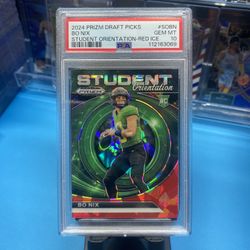 2024 PRIZM DRAFT PICKS #SOBN
BO NIX GEM MT
STUDENT ORIENTATION-RED ICE 10
PSA 112163069
STUDENT
Orientation
PRIZM
RC
BO NIX